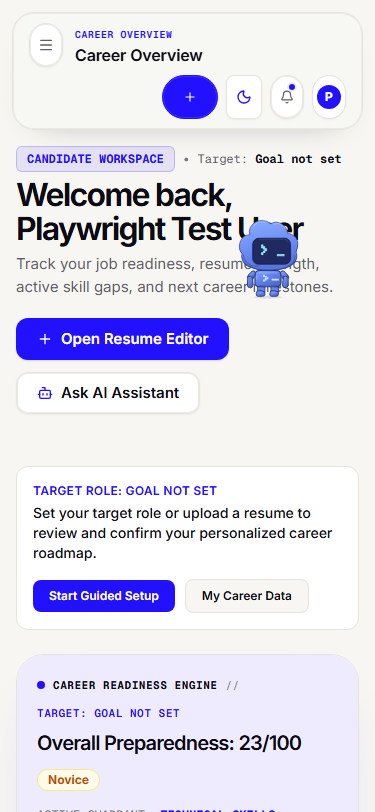 CAREER OVERVIEW
Career Overview
P
CANDIDATE WORKSPACE • Target: Goal not set
Welcome back,
Playwright Test User
Track your job readiness, resume strength,
active skill gaps, and next career milestones.
Open Resume Editor
Ask AI Assistant
TARGET ROLE: GOAL NOT SET
Set your target role or upload a resume to
review and confirm your personalized career
roadmap.
Start Guided Setup My Career Data
CAREER READINESS ENGINE //
TARGET: GOAL NOT SET
Overall Preparedness: 23/100
Novice